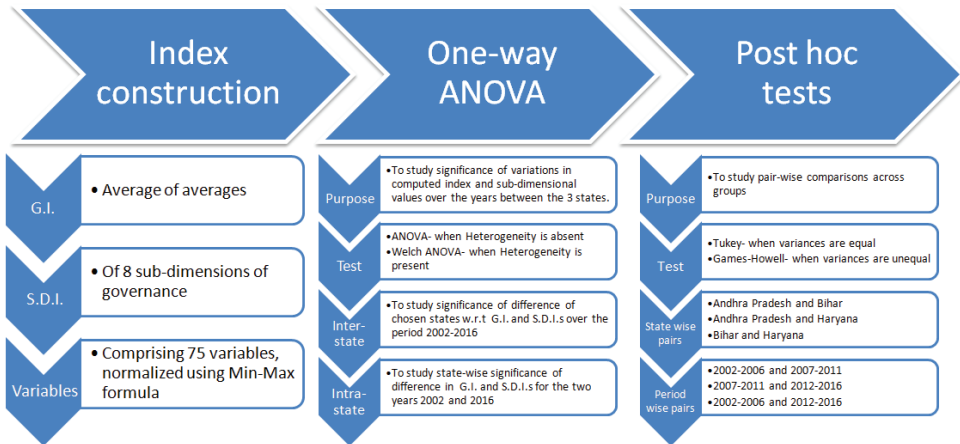 Index
construction
One-way
ANOVA
Post hoc
tests
G.I.
• Average of averages
S.D.I.
• Of 8 sub-dimensions of
governance
Variables
• Comprising 75 variables,
normalized using Min-Max
formula
Purpose
•To study significance of variations in
computed index and sub-dimensional
values over the years between the 3 states.
Test
•ANOVA- when Heterogeneity is absent
•Welch ANOVA- when Heterogeneity is
present
Inter-
state
•To study significance of difference of
chosen states w.r.t G.I. and S.D.I.s over the
period 2002-2016
Intra-
state
•To study state-wise significance of
difference in G.I. and S.D.I.s for the two
years 2002 and 2016
Purpose
•To study pair-wise comparisons across
groups
Test
•Tukey- when variances are equal
•Games-Howell- when variances are unequal
State wise
pairs
•Andhra Pradesh and Bihar
•Andhra Pradesh and Haryana
•Bihar and Haryana
Period
wise pairs
•2002-2006 and 2007-2011
•2007-2011 and 2012-2016
•2002-2006 and 2012-2016